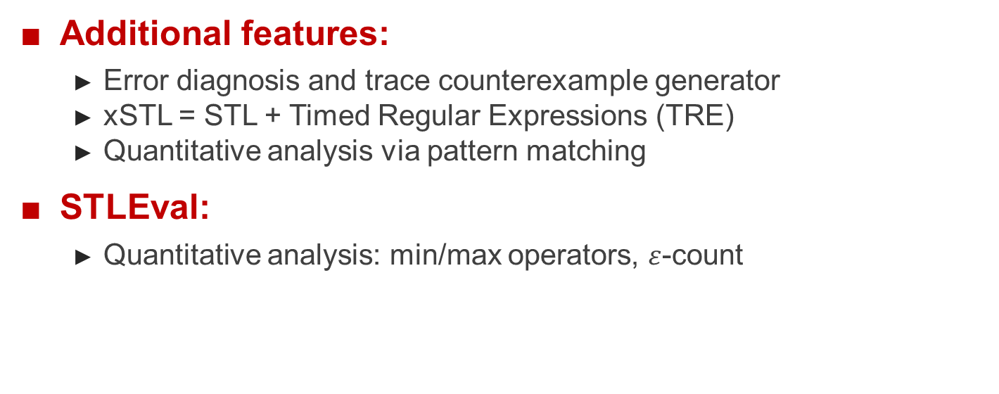 ■ Additional features:
► Error diagnosis and trace counterexample generator
► xSTL = STL + Timed Regular Expressions (TRE)
► Quantitative analysis via pattern matching
■ STLEval:
► Quantitative analysis: min/max operators, ε-count